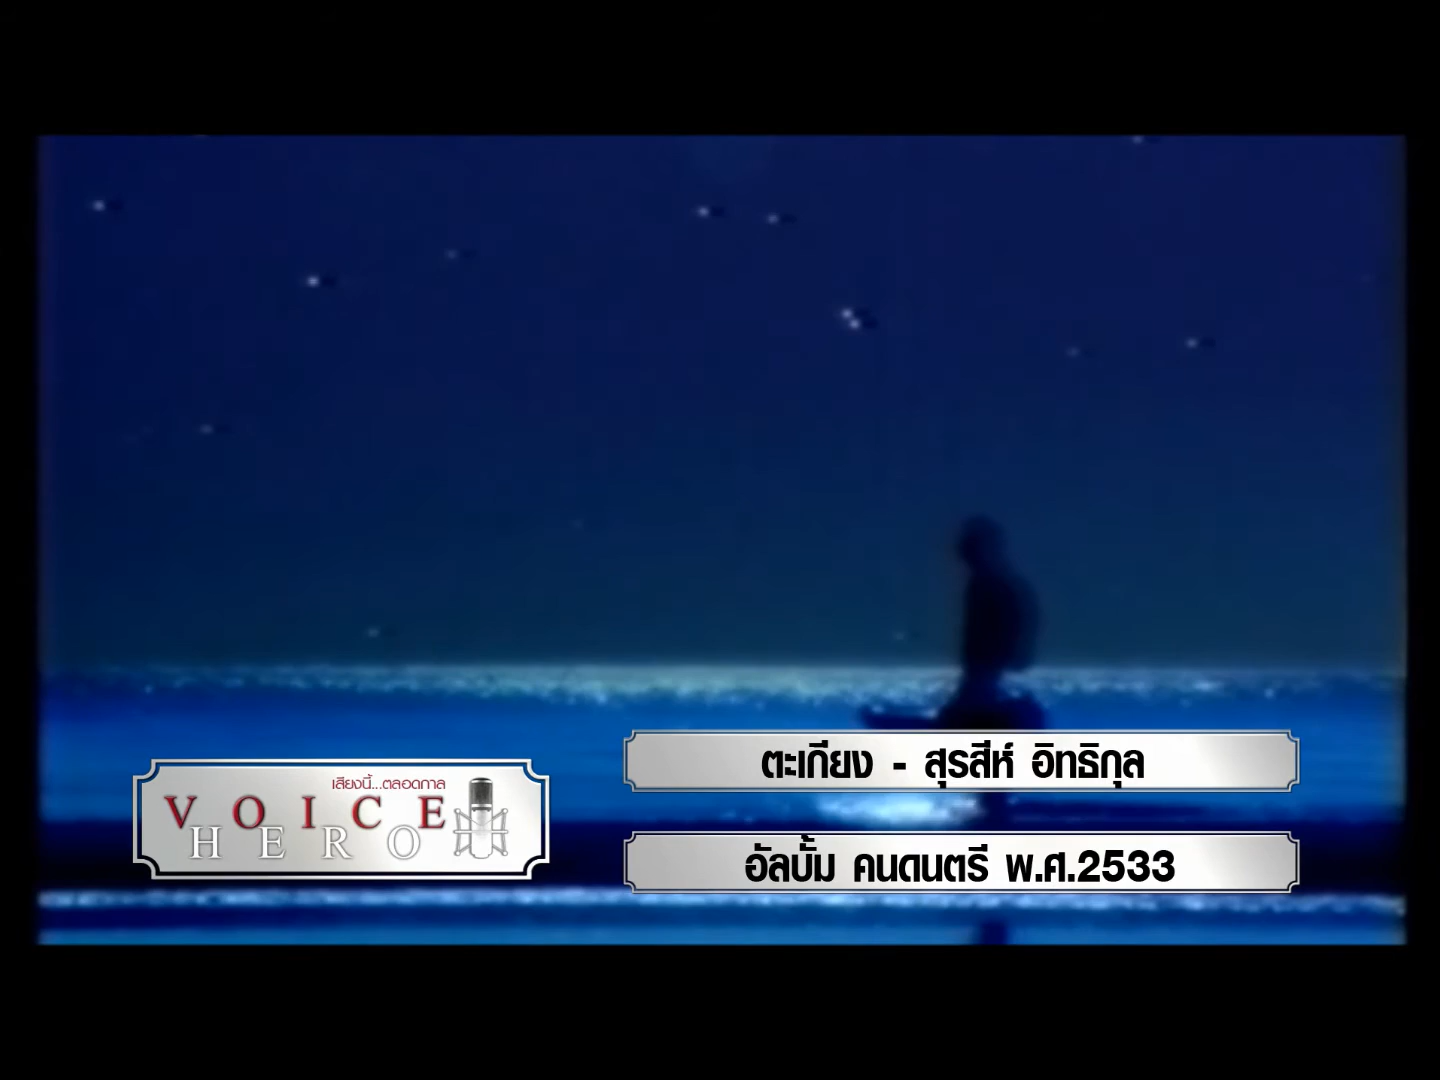 ตะเกียง - สุรสีห์ อิทธิกุล
เสียงนี้...ตลอดกาล
VOICE
HERO
อัลบั้ม คนดนตรี พ.ศ.2533